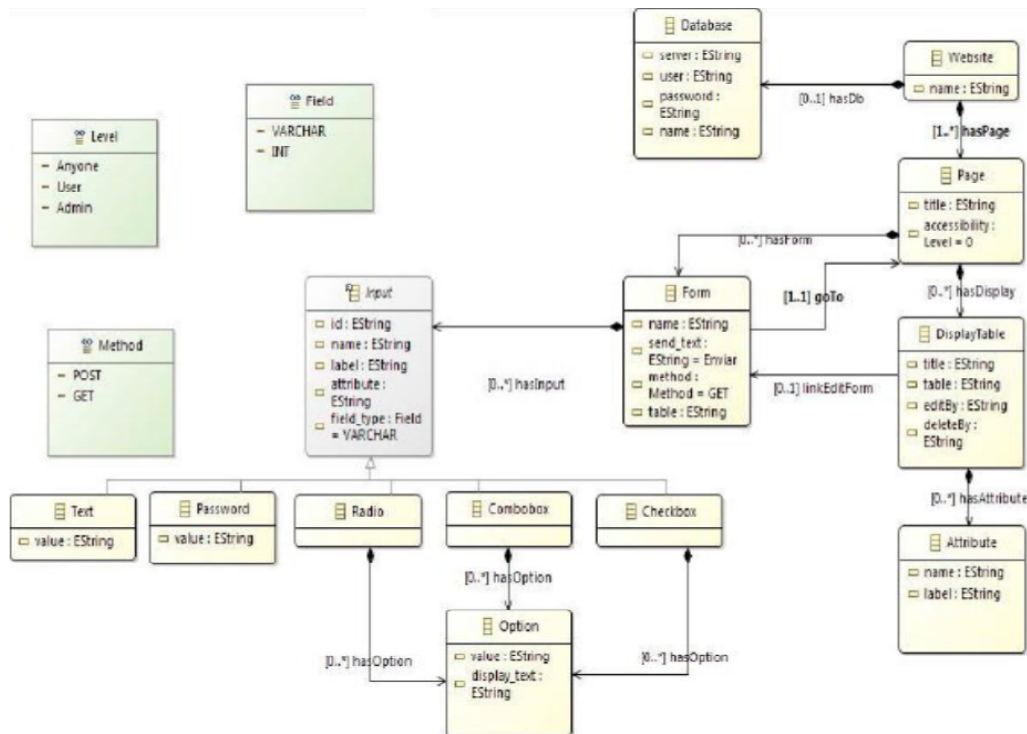 Database
server : EString
user : EString
password :
EString
name : EString
Website
name : EString
[0..1] hasDb
[1..*] hasPage
Field
VARCHAR
INT
Level
Anyone
User
Admin
Page
title : EString
accessibility :
Level = 0
[0..*] hasForm
[1..1] goTo
[0..*] hasDisplay
Input
id : EString
name : EString
label : EString
attribute :
EString
field_type : Field
= VARCHAR
[0..*] hasInput
Form
name : EString
send_text :
EString = Enviar
method :
Method = GET
table : EString
[0..1] linkEditForm
DisplayTable
title : EString
table : EString
editBy : EString
deleteBy :
EString
Method
POST
GET
[0..*] hasAttribute
Text
value : EString
Password
value : EString
Radio
Combobox
Checkbox
Attribute
name : EString
label : EString
[0..*] hasOption
[0..*] hasOption
[0..*] hasOption
Option
value : EString
display_text :
EString